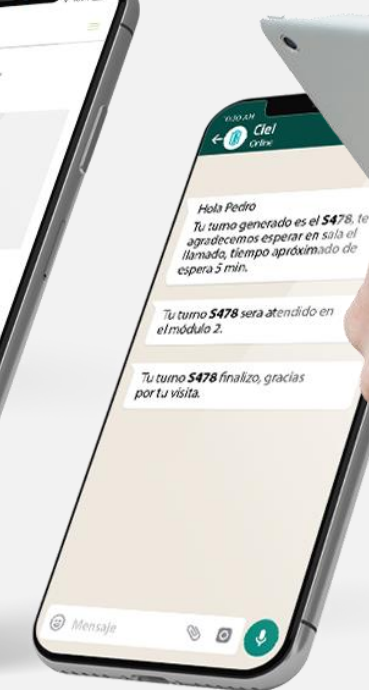 10:30 AM
Ciel
Online
Hola Pedro
Tu turno generado es el S478, te
agradecemos esperar en sala el
llamado, tiempo apróximado de
espera 5 min.
Tu turno S478 sera atendido en
el módulo 2.
Tu turno S478 finalizo, gracias
por tu visita.
Mensaje